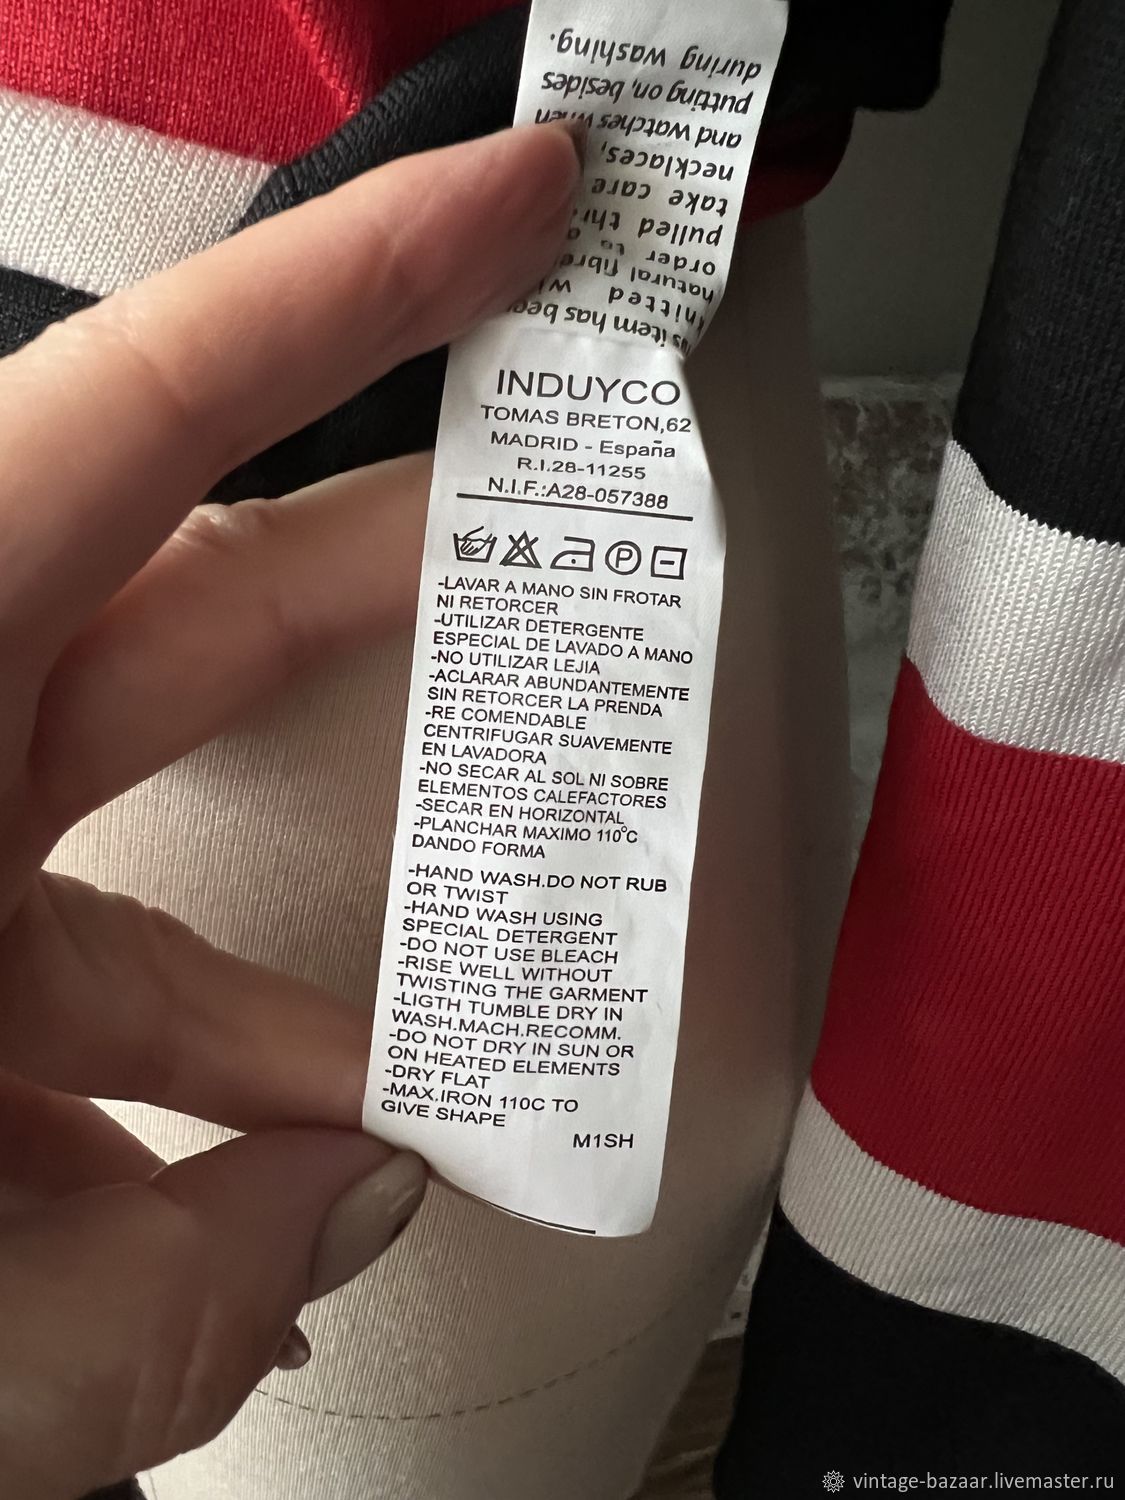 This item has been
knitted
natural fibre
order to
pulled
take care
necklaces,
and watches when
putting on, besides
during washing.
INDUYCO
TOMAS BRETON,62
MADRID - España
R.I.28-11255
N.I.F.:A28-057388
P
-LAVAR A MANO SIN FROTAR
NI RETORCER
-UTILIZAR DETERGENTE
ESPECIAL DE LAVADO A MANO
-NO UTILIZAR LEJIA
-ACLARAR ABUNDANTEMENTE
SIN RETORCER LA PRENDA
-RE COMENDABLE
CENTRIFUGAR SUAVEMENTE
EN LAVADORA
-NO SECAR AL SOL NI SOBRE
ELEMENTOS CALEFACTORES
-SECAR EN HORIZONTAL
-PLANCHAR MAXIMO 110°C
DANDO FORMA
-HAND WASH.DO NOT RUB
OR TWIST
-HAND WASH USING
SPECIAL DETERGENT
-DO NOT USE BLEACH
-RISE WELL WITHOUT
TWISTING THE GARMENT
-LIGTH TUMBLE DRY IN
WASH.MACH.RECOMM.
-DO NOT DRY IN SUN OR
ON HEATED ELEMENTS
-DRY FLAT
-MAX.IRON 110C TO
GIVE SHAPE
M1SH
vintage-bazaar.livemaster.ru